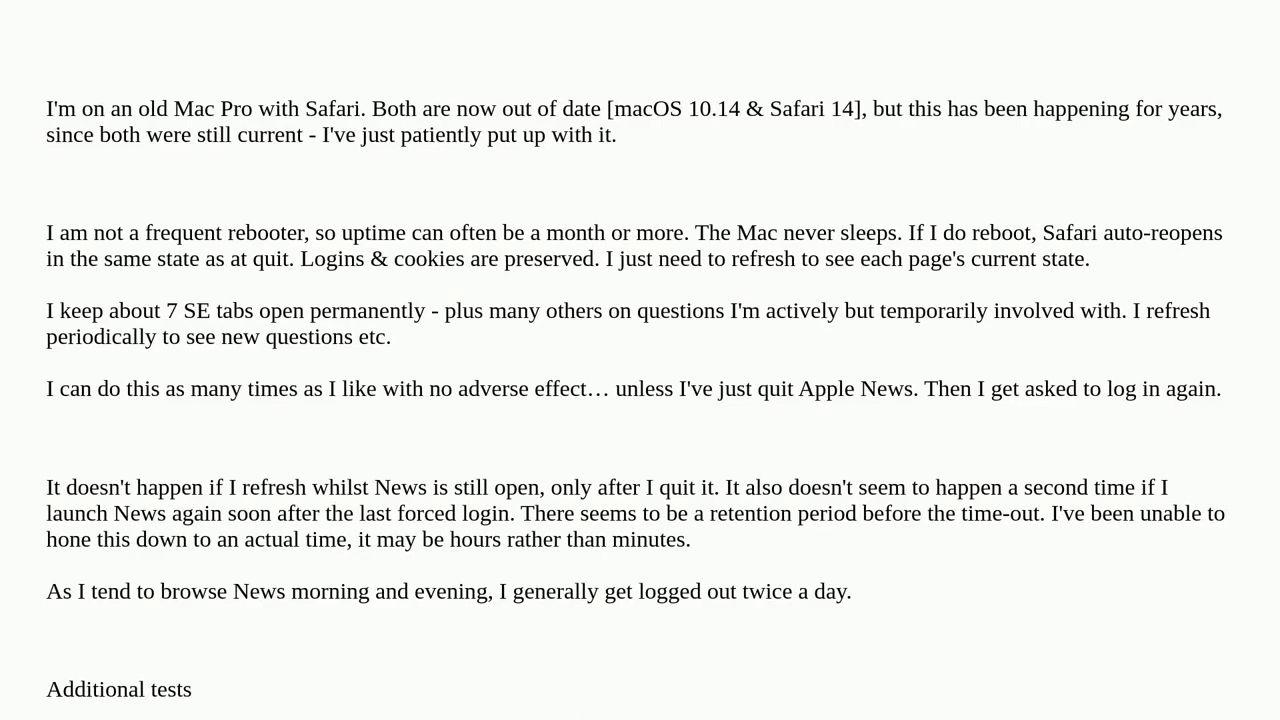 I'm on an old Mac Pro with Safari. Both are now out of date [macOS 10.14 & Safari 14], but this has been happening for years,
since both were still current - I've just patiently put up with it.
I am not a frequent rebooter, so uptime can often be a month or more. The Mac never sleeps. If I do reboot, Safari auto-reopens
in the same state as at quit. Logins & cookies are preserved. I just need to refresh to see each page's current state.
I keep about 7 SE tabs open permanently - plus many others on questions I'm actively but temporarily involved with. I refresh
periodically to see new questions etc.
I can do this as many times as I like with no adverse effect… unless I've just quit Apple News. Then I get asked to log in again.
It doesn't happen if I refresh whilst News is still open, only after I quit it. It also doesn't seem to happen a second time if I
launch News again soon after the last forced login. There seems to be a retention period before the time-out. I've been unable to
hone this down to an actual time, it may be hours rather than minutes.
As I tend to browse News morning and evening, I generally get logged out twice a day.
Additional tests